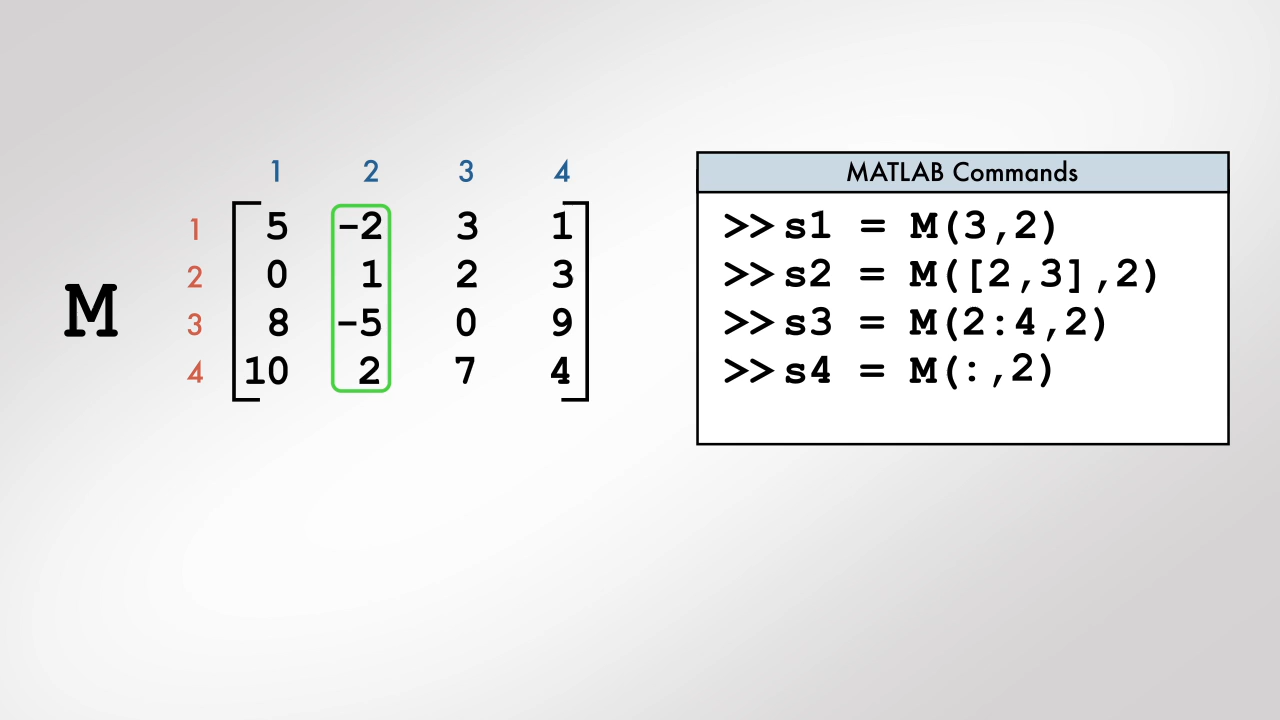 1 2 3 4
M
1 5 -2 3 1
2 0 1 2 3
3 8 -5 0 9
4 10 2 7 4
MATLAB Commands
>> s1 = M(3,2)
>> s2 = M([2,3],2)
>> s3 = M(2:4,2)
>> s4 = M(:,2)